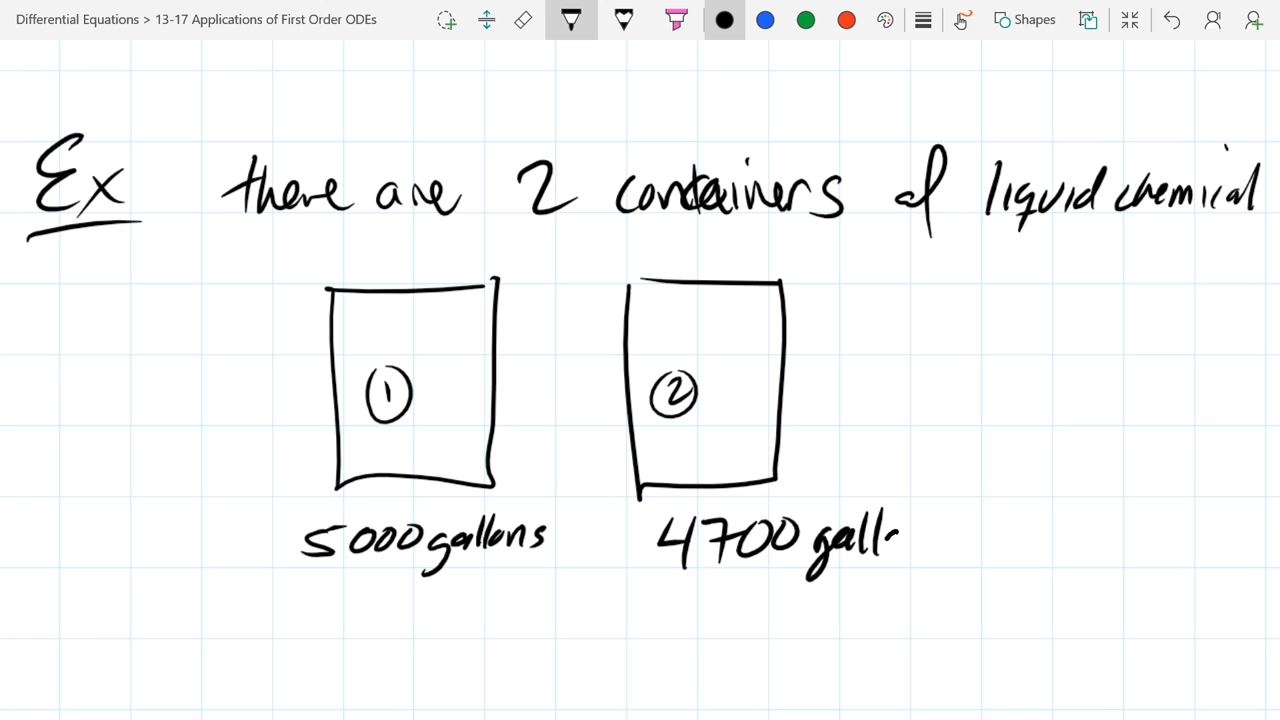 Differential Equations > 13-17 Applications of First Order ODEs
Shapes
Ex there are 2 containers of liquid chemical
1 2
5000 gallons 4700 gall